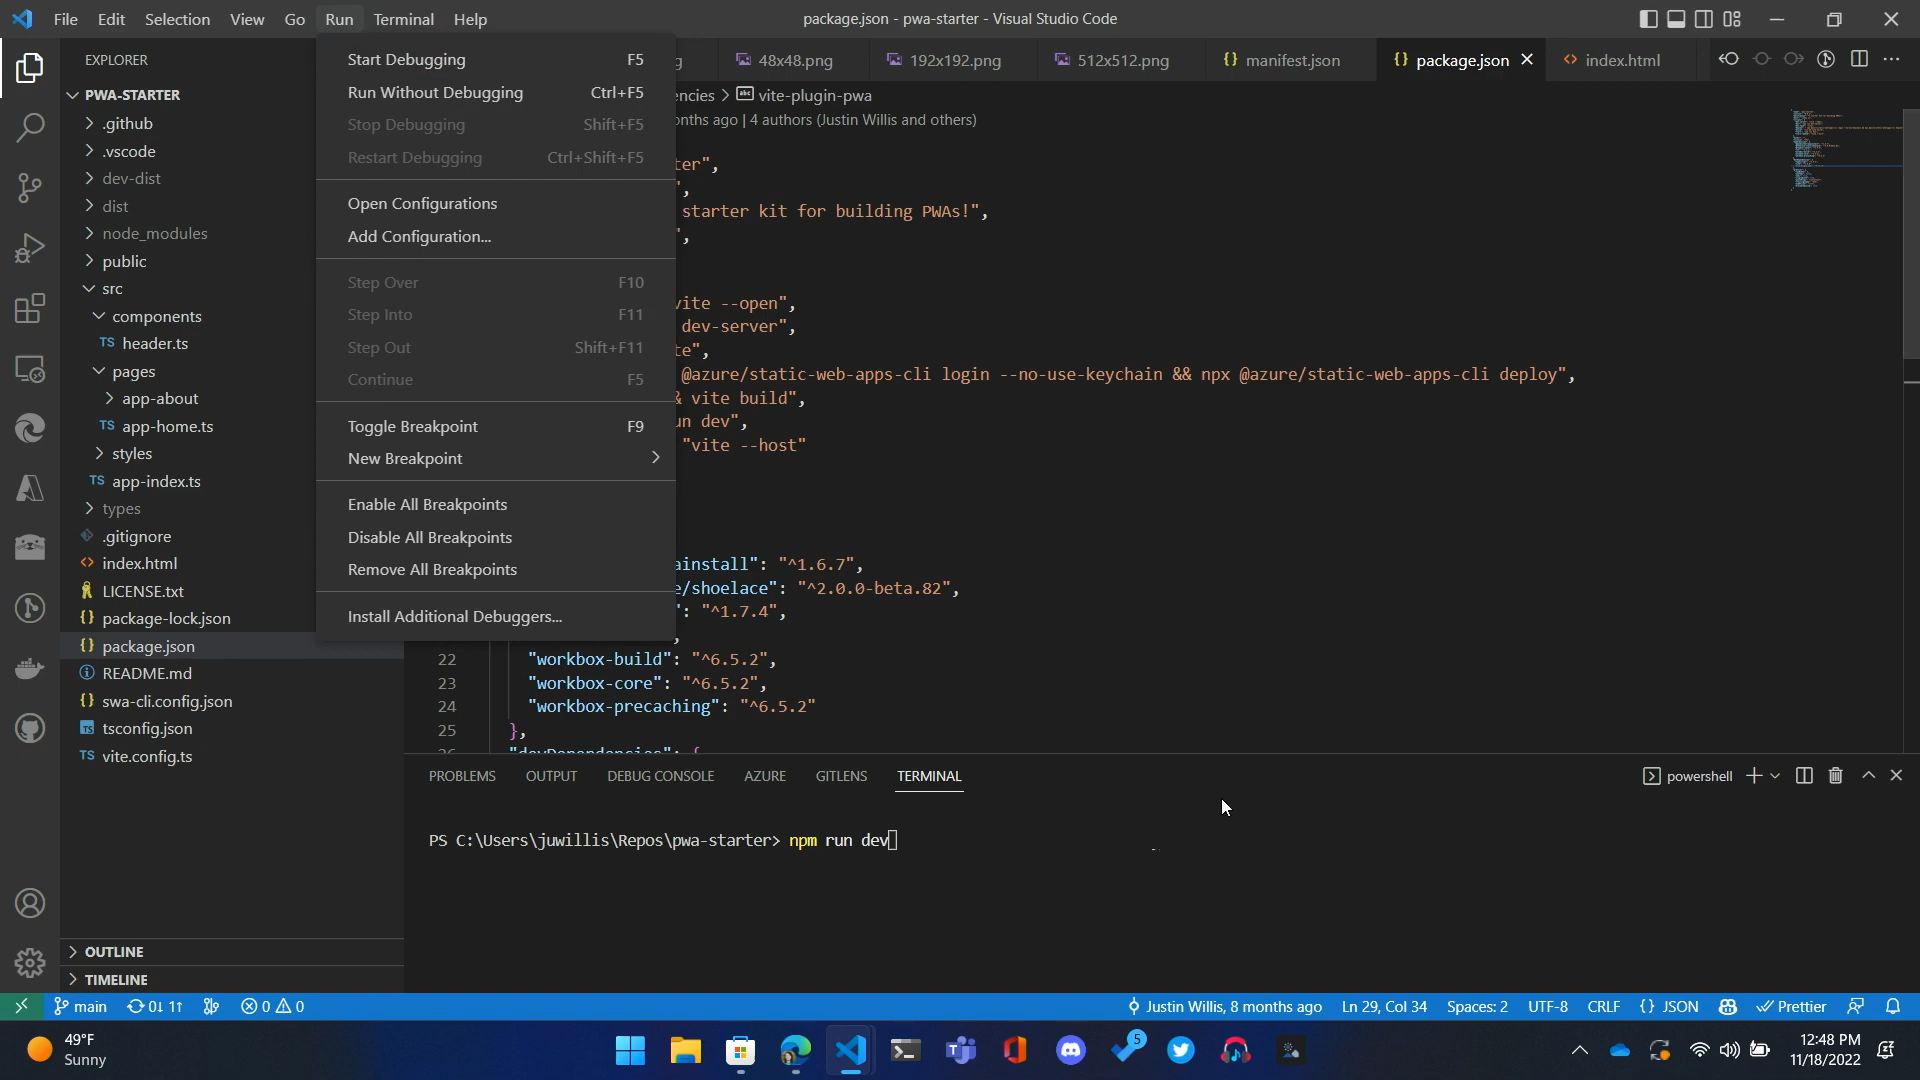 File Edit Selection View Go Run Terminal Help
package.json - pwa-starter - Visual Studio Code
EXPLORER
PWA-STARTER
.github
.vscode
dev-dist
dist
node_modules
public
src
components
TS header.ts
pages
app-about
TS app-home.ts
styles
TS app-index.ts
types
.gitignore
<> index.html
LICENSE.txt
{} package-lock.json
{} package.json
README.md
{} swa-cli.config.json
TS tsconfig.json
TS vite.config.ts
OUTLINE
TIMELINE
Start Debugging F5
Run Without Debugging Ctrl+F5
Stop Debugging Shift+F5
Restart Debugging Ctrl+Shift+F5
Open Configurations
Add Configuration...
Step Over F10
Step Into F11
Step Out Shift+F11
Continue F5
Toggle Breakpoint F9
New Breakpoint
Enable All Breakpoints
Disable All Breakpoints
Remove All Breakpoints
Install Additional Debuggers...
g 48x48.png 192x192.png 512x512.png {} manifest.json {} package.json <> index.html
encies > vite-plugin-pwa
onths ago | 4 authors (Justin Willis and others)
ter",
",
starter kit for building PWAs!",
",
vite --open",
dev-server",
te",
@azure/static-web-apps-cli login --no-use-keychain && npx @azure/static-web-apps-cli deploy",
& vite build",
un dev",
"vite --host"
ainstall": "^1.6.7",
e/shoelace": "^2.0.0-beta.82",
": "^1.7.4",
,
22 "workbox-build": "^6.5.2",
23 "workbox-core": "^6.5.2",
24 "workbox-precaching": "^6.5.2"
25 },
26 "devDependencies": {
PROBLEMS OUTPUT DEBUG CONSOLE AZURE GITLENS TERMINAL
powershell
PS C:\Users\juwillis\Repos\pwa-starter> npm run dev
main 0↓ 1↑ 0 0
Justin Willis, 8 months ago Ln 29, Col 34 Spaces: 2 UTF-8 CRLF {} JSON Prettier
49°F
Sunny
5
12:48 PM
11/18/2022